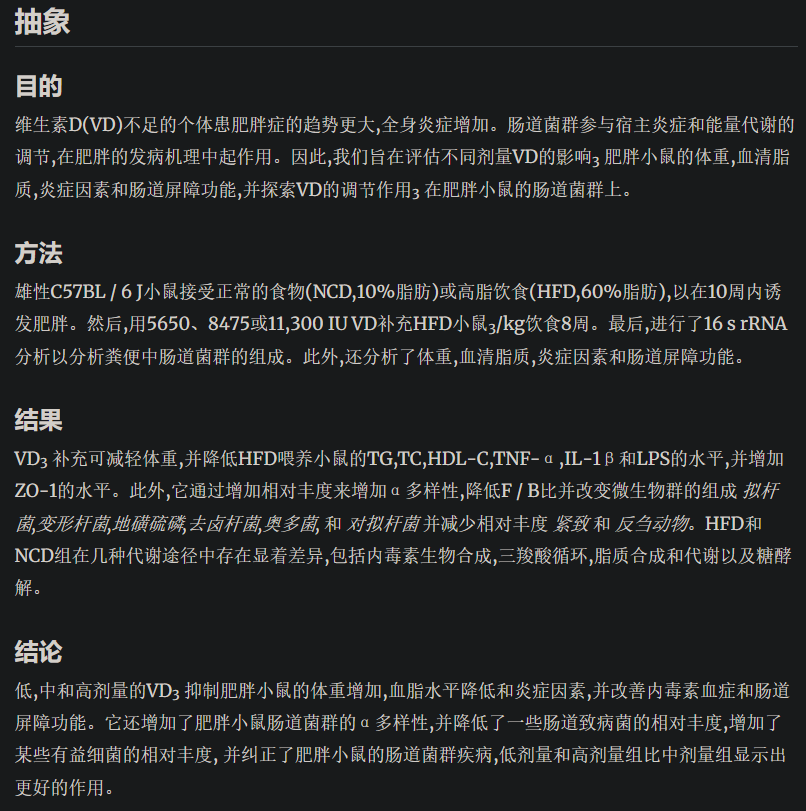 抽象
目的
维生素D(VD)不足的个体患肥胖症的趋势更大,全身炎症增加。肠道菌群参与宿主炎症和能量代谢的
调节,在肥胖的发病机理中起作用。因此,我们旨在评估不同剂量VD的影响₃ 肥胖小鼠的体重,血清脂
质,炎症因素和肠道屏障功能,并探索VD的调节作用₃ 在肥胖小鼠的肠道菌群上。
方法
雄性C57BL / 6 J小鼠接受正常的食物(NCD,10%脂肪)或高脂饮食(HFD,60%脂肪),以在10周内诱
发肥胖。然后,用5650、8475或11,300 IU VD补充HFD小鼠₃/kg饮食8周。最后,进行了16 s rRNA
分析以分析粪便中肠道菌群的组成。此外,还分析了体重,血清脂质,炎症因素和肠道屏障功能。
结果
VD₃ 补充可减轻体重,并降低HFD喂养小鼠的TG,TC,HDL-C,TNF-α,IL-1β和LPS的水平,并增加
ZO-1的水平。此外,它通过增加相对丰度来增加α多样性,降低F / B比并改变微生物群的组成 拟杆
菌,变形杆菌,地磺硫磷,去卤杆菌,奥多菌, 和 对拟杆菌 并减少相对丰度 紧致 和 反刍动物。HFD和
NCD组在几种代谢途径中存在显着差异,包括内毒素生物合成,三羧酸循环,脂质合成和代谢以及糖酵
解。
结论
低,中和高剂量的VD₃ 抑制肥胖小鼠的体重增加,血脂水平降低和炎症因素,并改善内毒素血症和肠道
屏障功能。它还增加了肥胖小鼠肠道菌群的α多样性,并降低了一些肠道致病菌的相对丰度,增加了
某些有益细菌的相对丰度, 并纠正了肥胖小鼠的肠道菌群疾病,低剂量和高剂量组比中剂量组显示出
更好的作用。